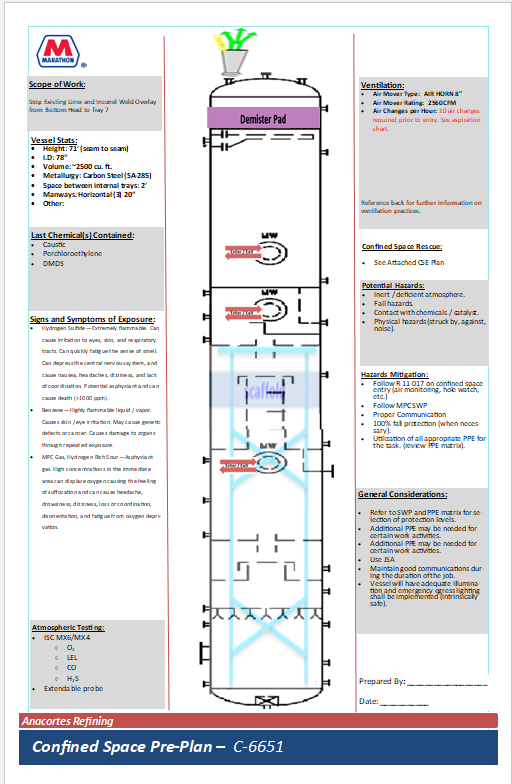 MARATHON
®
Scope of Work:
Strip Existing Liner and Inconel Weld Overlay
from Bottom Head to Tray 7
Vessel Stats:
• Height: 71' (seam to seam)
• I.D: 78"
• Volume: ~2500 cu. ft.
• Metallurgy: Carbon Steel (SA-285)
• Space between internal trays: 2'
• Manways: Horizontal (3) 20"
• Other:
Last Chemical(s) Contained:
• Caustic
• Perchloroethylene
• DMDS
Signs and Symptoms of Exposure:
• Hydrogen Sulfide — Extremely flammable. Can
cause irritation to eyes, skin, and respiratory
tracts. Can quickly fatigue the sense of smell.
Can depress the central nervous system, and
cause nausea, headaches, dizziness, and lack
of coordination. Potential asphyxiant and can
cause death (>1000 ppm).
• Benzene — Highly flammable liquid / vapor.
Causes skin / eye irritation. May cause genetic
defects or cancer. Causes damage to organs
through repeated exposure.
• MPC Gas, Hydrogen Rich Sour — Asphyxiant
gas. High concentrations in the immediate
area can displace oxygen causing the feeling
of suffocation and can cause headache,
drowsiness, dizziness, loss or coordination,
disorientation, and fatigue from oxygen depri-
vation.
Atmospheric Testing:
• ISC MX6/MX4
◊ O₂
◊ LEL
◊ CO
◊ H₂S
• Extendable probe
Demister Pad
MW
Enter / Exit
MW
Enter / Exit
scaffold
MW
Enter / Exit
Ventilation:
• Air Mover Type: AIR HORN 8"
• Air Mover Rating: 2560CFM
• Air Changes per Hour: 10 air changes
required prior to entry. See aspiration
chart.
Reference back for further information on
ventilation practices.
Confined Space Rescue:
• See Attached CSE Plan
Potential Hazards:
• Inert / deficient atmosphere.
• Fall hazards.
• Contact with chemicals / catalyst.
• Physical hazards (struck by, against,
noise).
Hazards Mitigation:
• Follow R-11-017 on confined space
entry (air monitoring, hole watch,
etc.)
• Follow MPC SWP
• Proper Communication
• 100% fall protection (when neces-
sary).
• Utilization of all appropriate PPE for
the task. (review PPE matrix).
General Considerations:
• Refer to SWP and PPE matrix for se-
lection of protection levels.
• Additional PPE may be needed for
certain work activities.
• Additional PPE may be needed for
certain work activities.
• Use JSA
• Maintain good communications dur-
ing the duration of the job.
• Vessel will have adequate illumina-
tion and emergency egress lighting
shall be implemented (intrinsically
safe).
Prepared By: ____________________
Date: ____________
Anacortes Refining
Confined Space Pre-Plan – C-6651